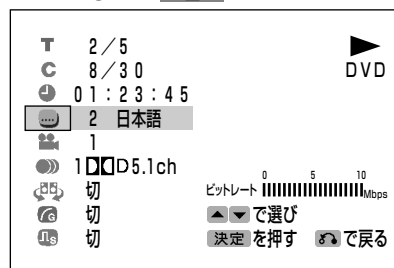 T 2/5
DVD
C 8/30
01:23:45
2 日本語
1
1 DD D5.1ch
切
0 5 10
ビットレート Mbps
G 切
▲▼で選び
S 切
決定 を押す で戻る